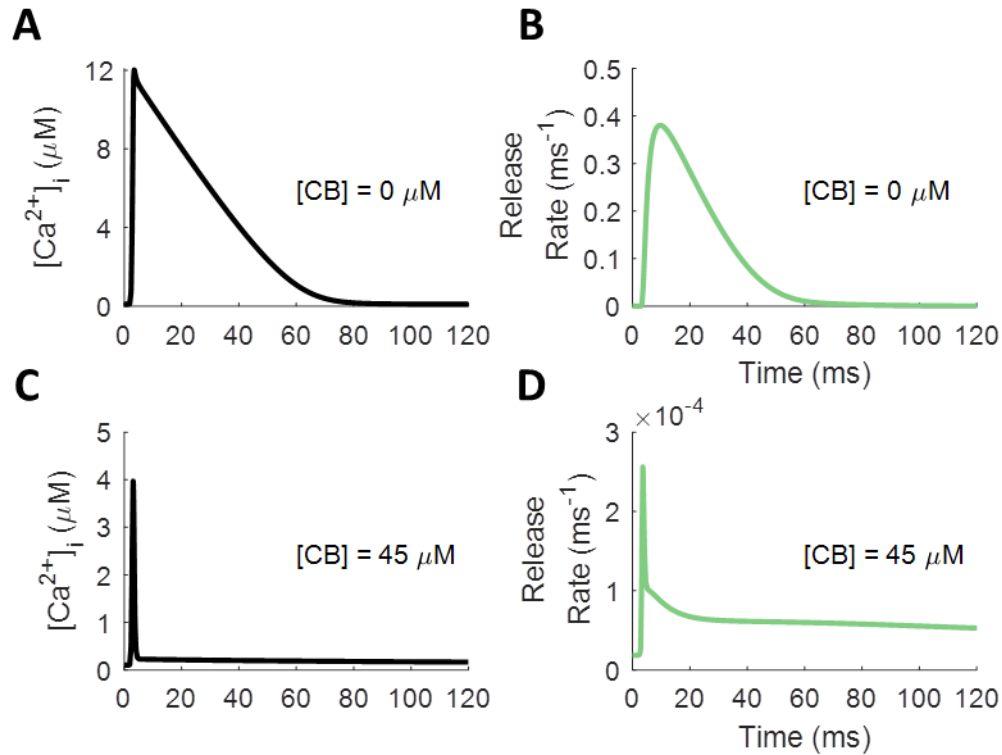 A
[Ca2+]i (μM)
12
8
4
0
[CB] = 0 μM
0 20 40 60 80 100 120
B
Release
Rate (ms-1)
0.5
0.4
0.3
0.2
0.1
0
[CB] = 0 μM
0 20 40 60 80 100 120
Time (ms)
C
[Ca2+]i (μM)
5
4
3
2
1
0
[CB] = 45 μM
0 20 40 60 80 100 120
D
×10-4
Release
Rate (ms-1)
3
2
1
0
[CB] = 45 μM
0 20 40 60 80 100 120
Time (ms)